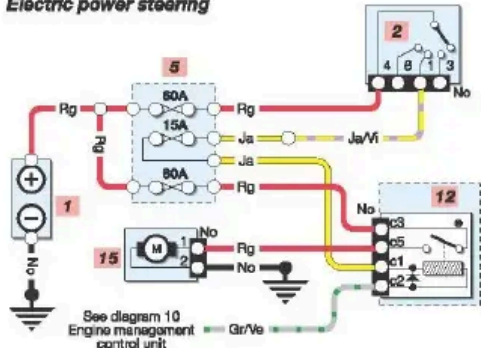 Electric power steering
2
4 6 1 3
No
5
60A
Rg
Rg
15A
Ja
Ja/Vi
Rg
Ja
60A
Rg
1
No
12
No
c3
c5
c1
c2
15
M
No
1
2
Rg
No
See diagram 10
Engine management
control unit
Gr/Ve